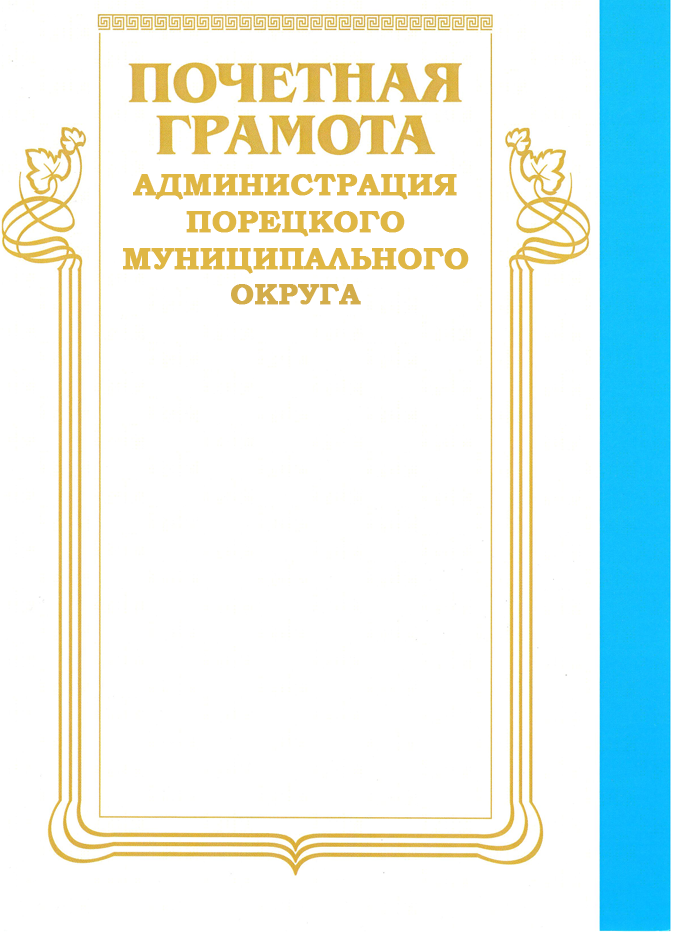 ПОЧЕТНАЯ
ГРАМОТА
АДМИНИСТРАЦИЯ
ПОРЕЦКОГО
МУНИЦИПАЛЬНОГО
ОКРУГА